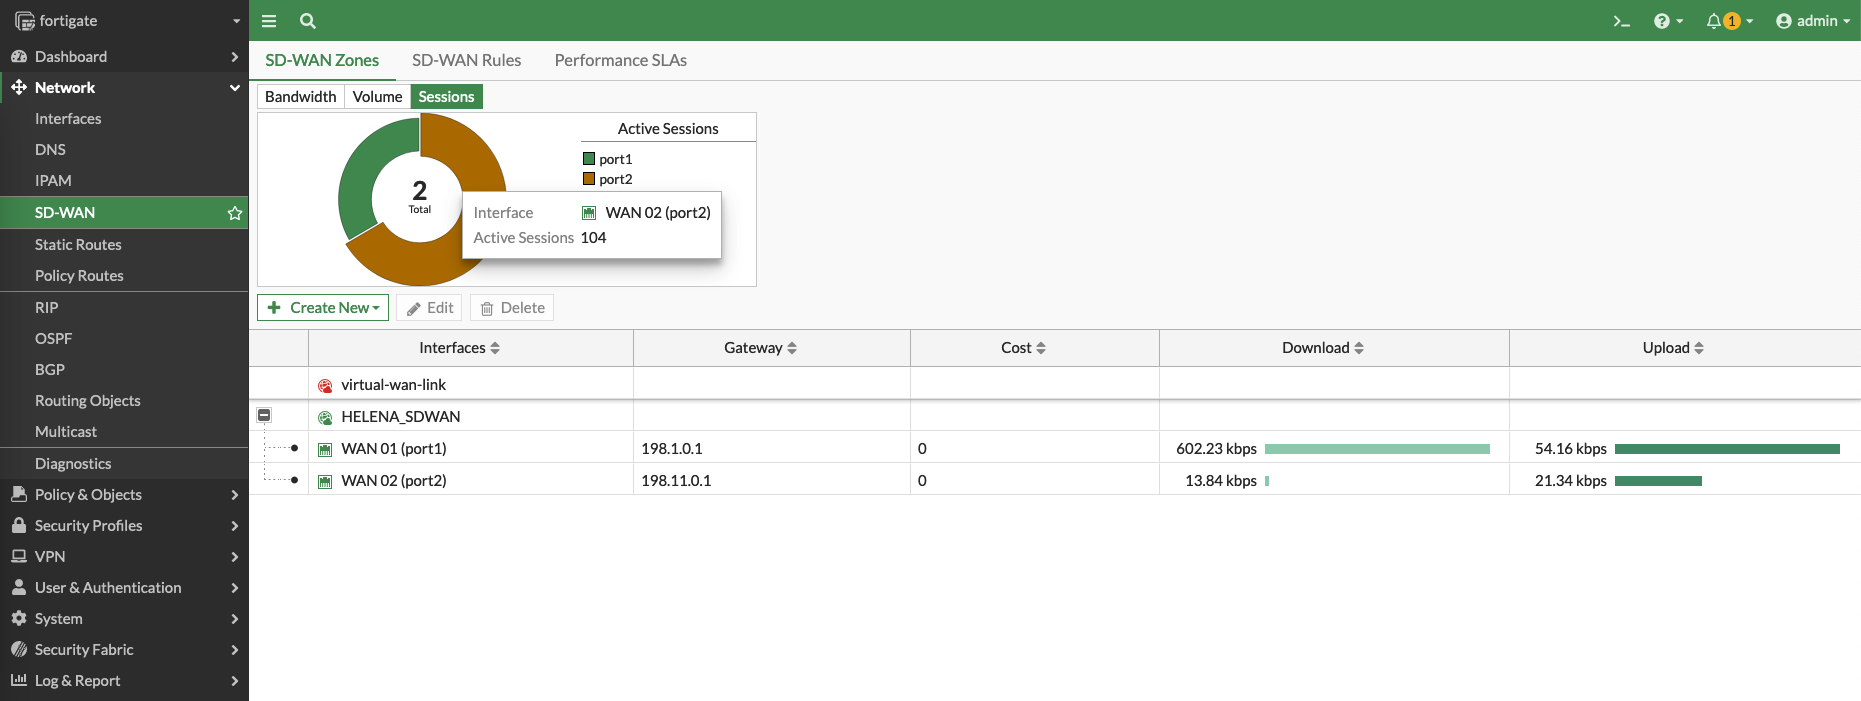 fortigate
1
admin
Dashboard
Network
Interfaces
DNS
IPAM
SD-WAN
Static Routes
Policy Routes
RIP
OSPF
BGP
Routing Objects
Multicast
Diagnostics
Policy & Objects
Security Profiles
VPN
User & Authentication
System
Security Fabric
Log & Report
SD-WAN Zones SD-WAN Rules Performance SLAs
Bandwidth Volume Sessions
2
Total
Active Sessions
port1
port2
Interface WAN 02 (port2)
Active Sessions 104
Create New Edit Delete
Interfaces Gateway Cost Download Upload
virtual-wan-link
HELENA_SDWAN
WAN 01 (port1) 198.1.0.1 0 602.23 kbps 54.16 kbps
WAN 02 (port2) 198.11.0.1 0 13.84 kbps 21.34 kbps